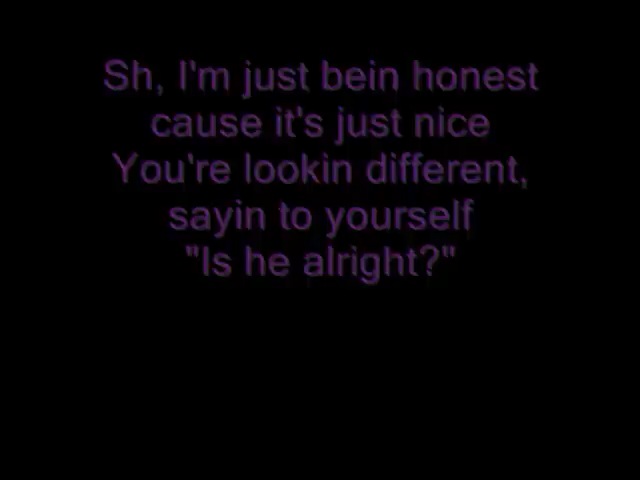 Sh, I'm just bein honest
cause it's just nice
You're lookin different,
sayin to yourself
"Is he alright?"